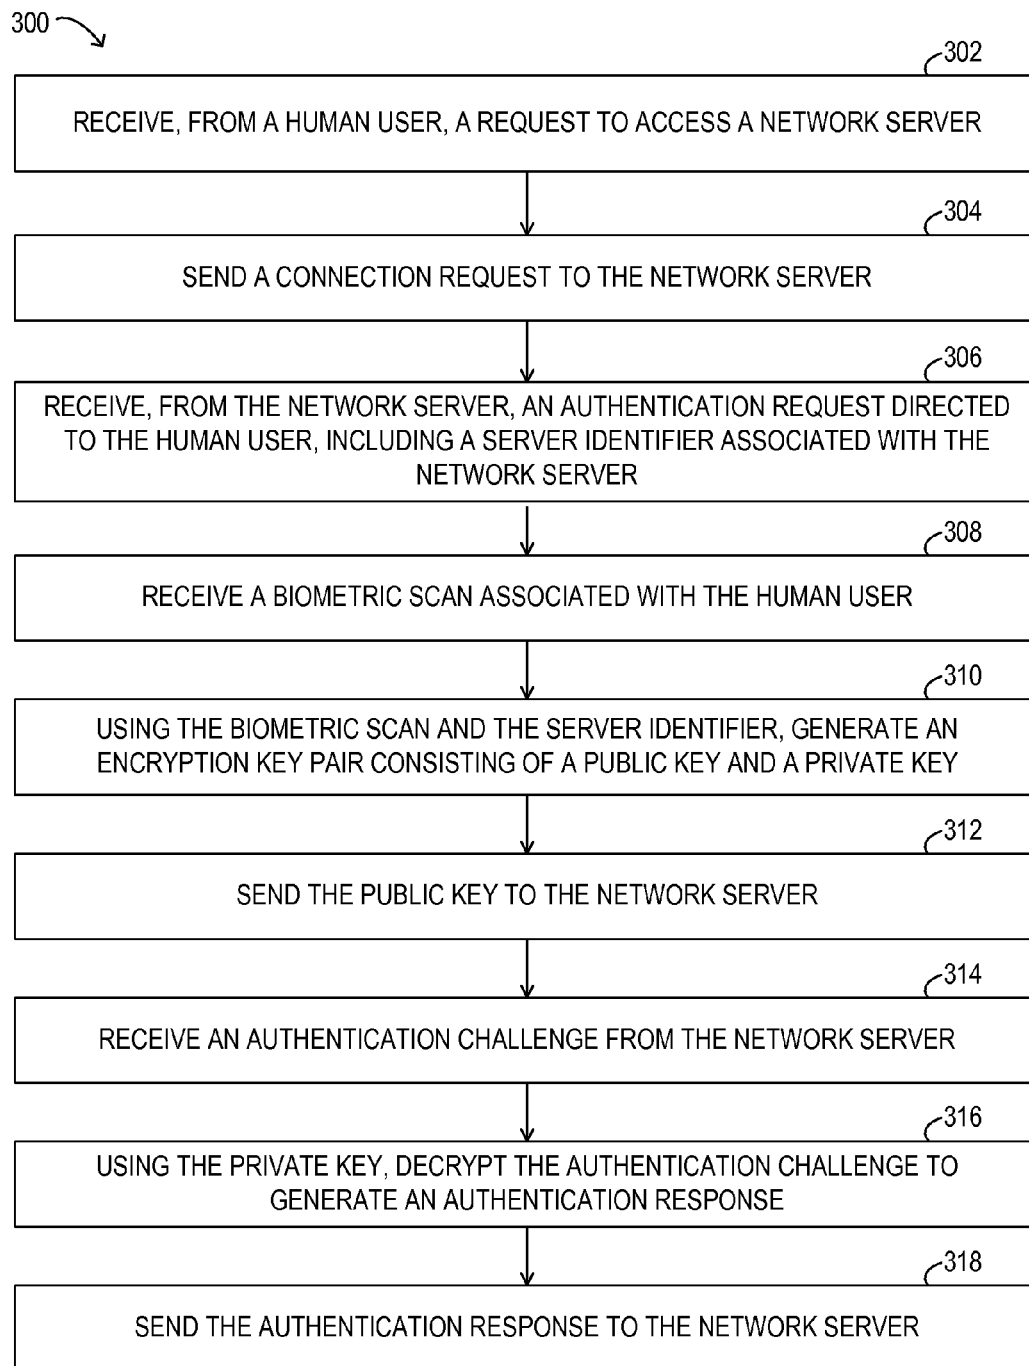 300
302
RECEIVE, FROM A HUMAN USER, A REQUEST TO ACCESS A NETWORK SERVER
304
SEND A CONNECTION REQUEST TO THE NETWORK SERVER
306
RECEIVE, FROM THE NETWORK SERVER, AN AUTHENTICATION REQUEST DIRECTED
TO THE HUMAN USER, INCLUDING A SERVER IDENTIFIER ASSOCIATED WITH THE
NETWORK SERVER
308
RECEIVE A BIOMETRIC SCAN ASSOCIATED WITH THE HUMAN USER
310
USING THE BIOMETRIC SCAN AND THE SERVER IDENTIFIER, GENERATE AN
ENCRYPTION KEY PAIR CONSISTING OF A PUBLIC KEY AND A PRIVATE KEY
312
SEND THE PUBLIC KEY TO THE NETWORK SERVER
314
RECEIVE AN AUTHENTICATION CHALLENGE FROM THE NETWORK SERVER
316
USING THE PRIVATE KEY, DECRYPT THE AUTHENTICATION CHALLENGE TO
GENERATE AN AUTHENTICATION RESPONSE
318
SEND THE AUTHENTICATION RESPONSE TO THE NETWORK SERVER